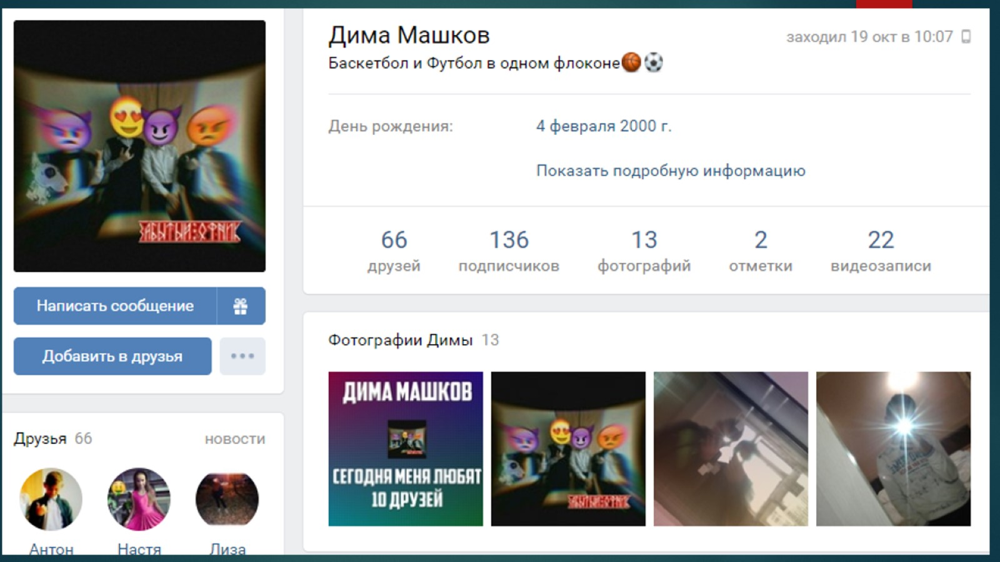 Дима Машков
заходил 19 окт в 10:07
Баскетбол и Футбол в одном флоконе
День рождения:
4 февраля 2000 г.
Показать подробную информацию
66
136
13
2
22
друзей
подписчиков
фотографий
отметки
видеозаписи
Написать сообщение
Добавить в друзья
Друзья 66
новости
Антон
Настя
Лиза
Фотографии Димы 13
ДИМА МАШКОВ
СЕГОДНЯ МЕНЯ ЛЮБЯТ
10 ДРУЗЕЙ